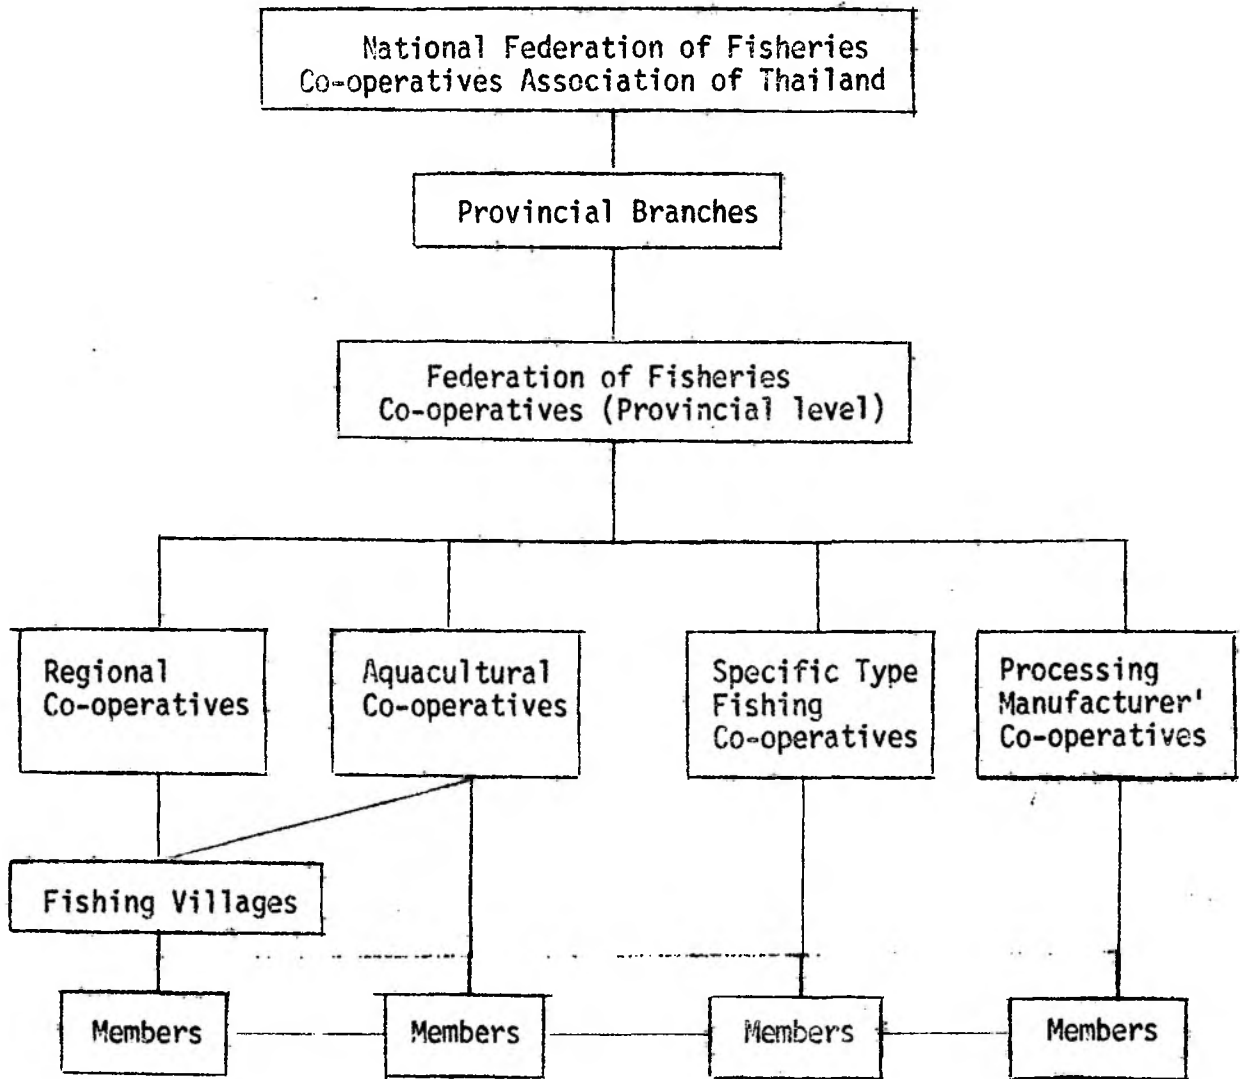 National Federation of Fisheries
Co-operatives Association of Thailand
Provincial Branches
Federation of Fisheries
Co-operatives (Provincial level)
Regional
Co-operatives
Aquacultural
Co-operatives
Specific Type
Fishing
Co-operatives
Processing
Manufacturer'
Co-operatives
Fishing Villages
Members
Members
Members
Members